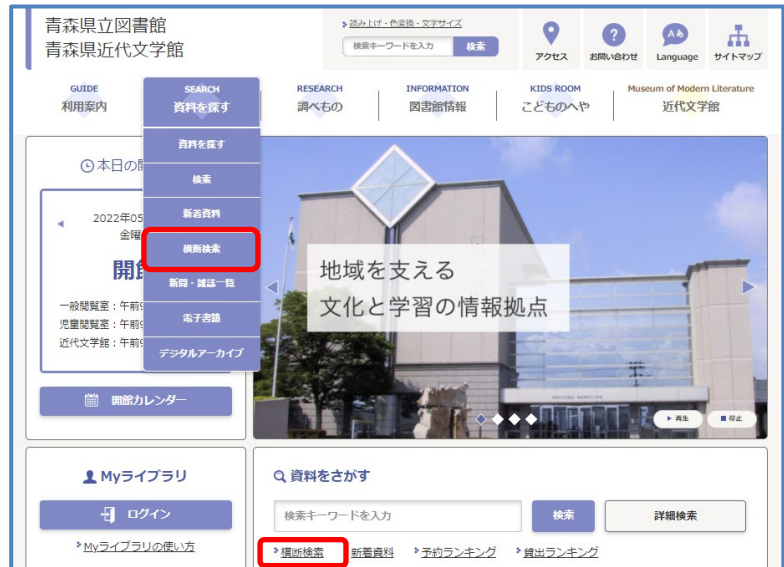 青森県立図書館
青森県近代文学館
読み上げ・色変換・文字サイズ
検索キーワードを入力 検索
アクセス お問い合わせ Language サイトマップ
GUIDE
利用案内
SEARCH
資料を探す
RESEARCH
調べもの
INFORMATION
図書館情報
KIDS ROOM
こどものへや
Museum of Modern Literature
近代文学館
資料を探す
検索
新着資料
横断検索
新聞・雑誌一覧
電子書籍
デジタルアーカイブ
本日の開
2022年05
金曜
開館
一般閲覧室：午前9
児童閲覧室：午前9
近代文学館：午前9
開館カレンダー
地域を支える
文化と学習の情報拠点
再生 停止
Myライブラリ
ログイン
Myライブラリの使い方
資料をさがす
検索キーワードを入力 検索 詳細検索
横断検索 新着資料 予約ランキング 貸出ランキング